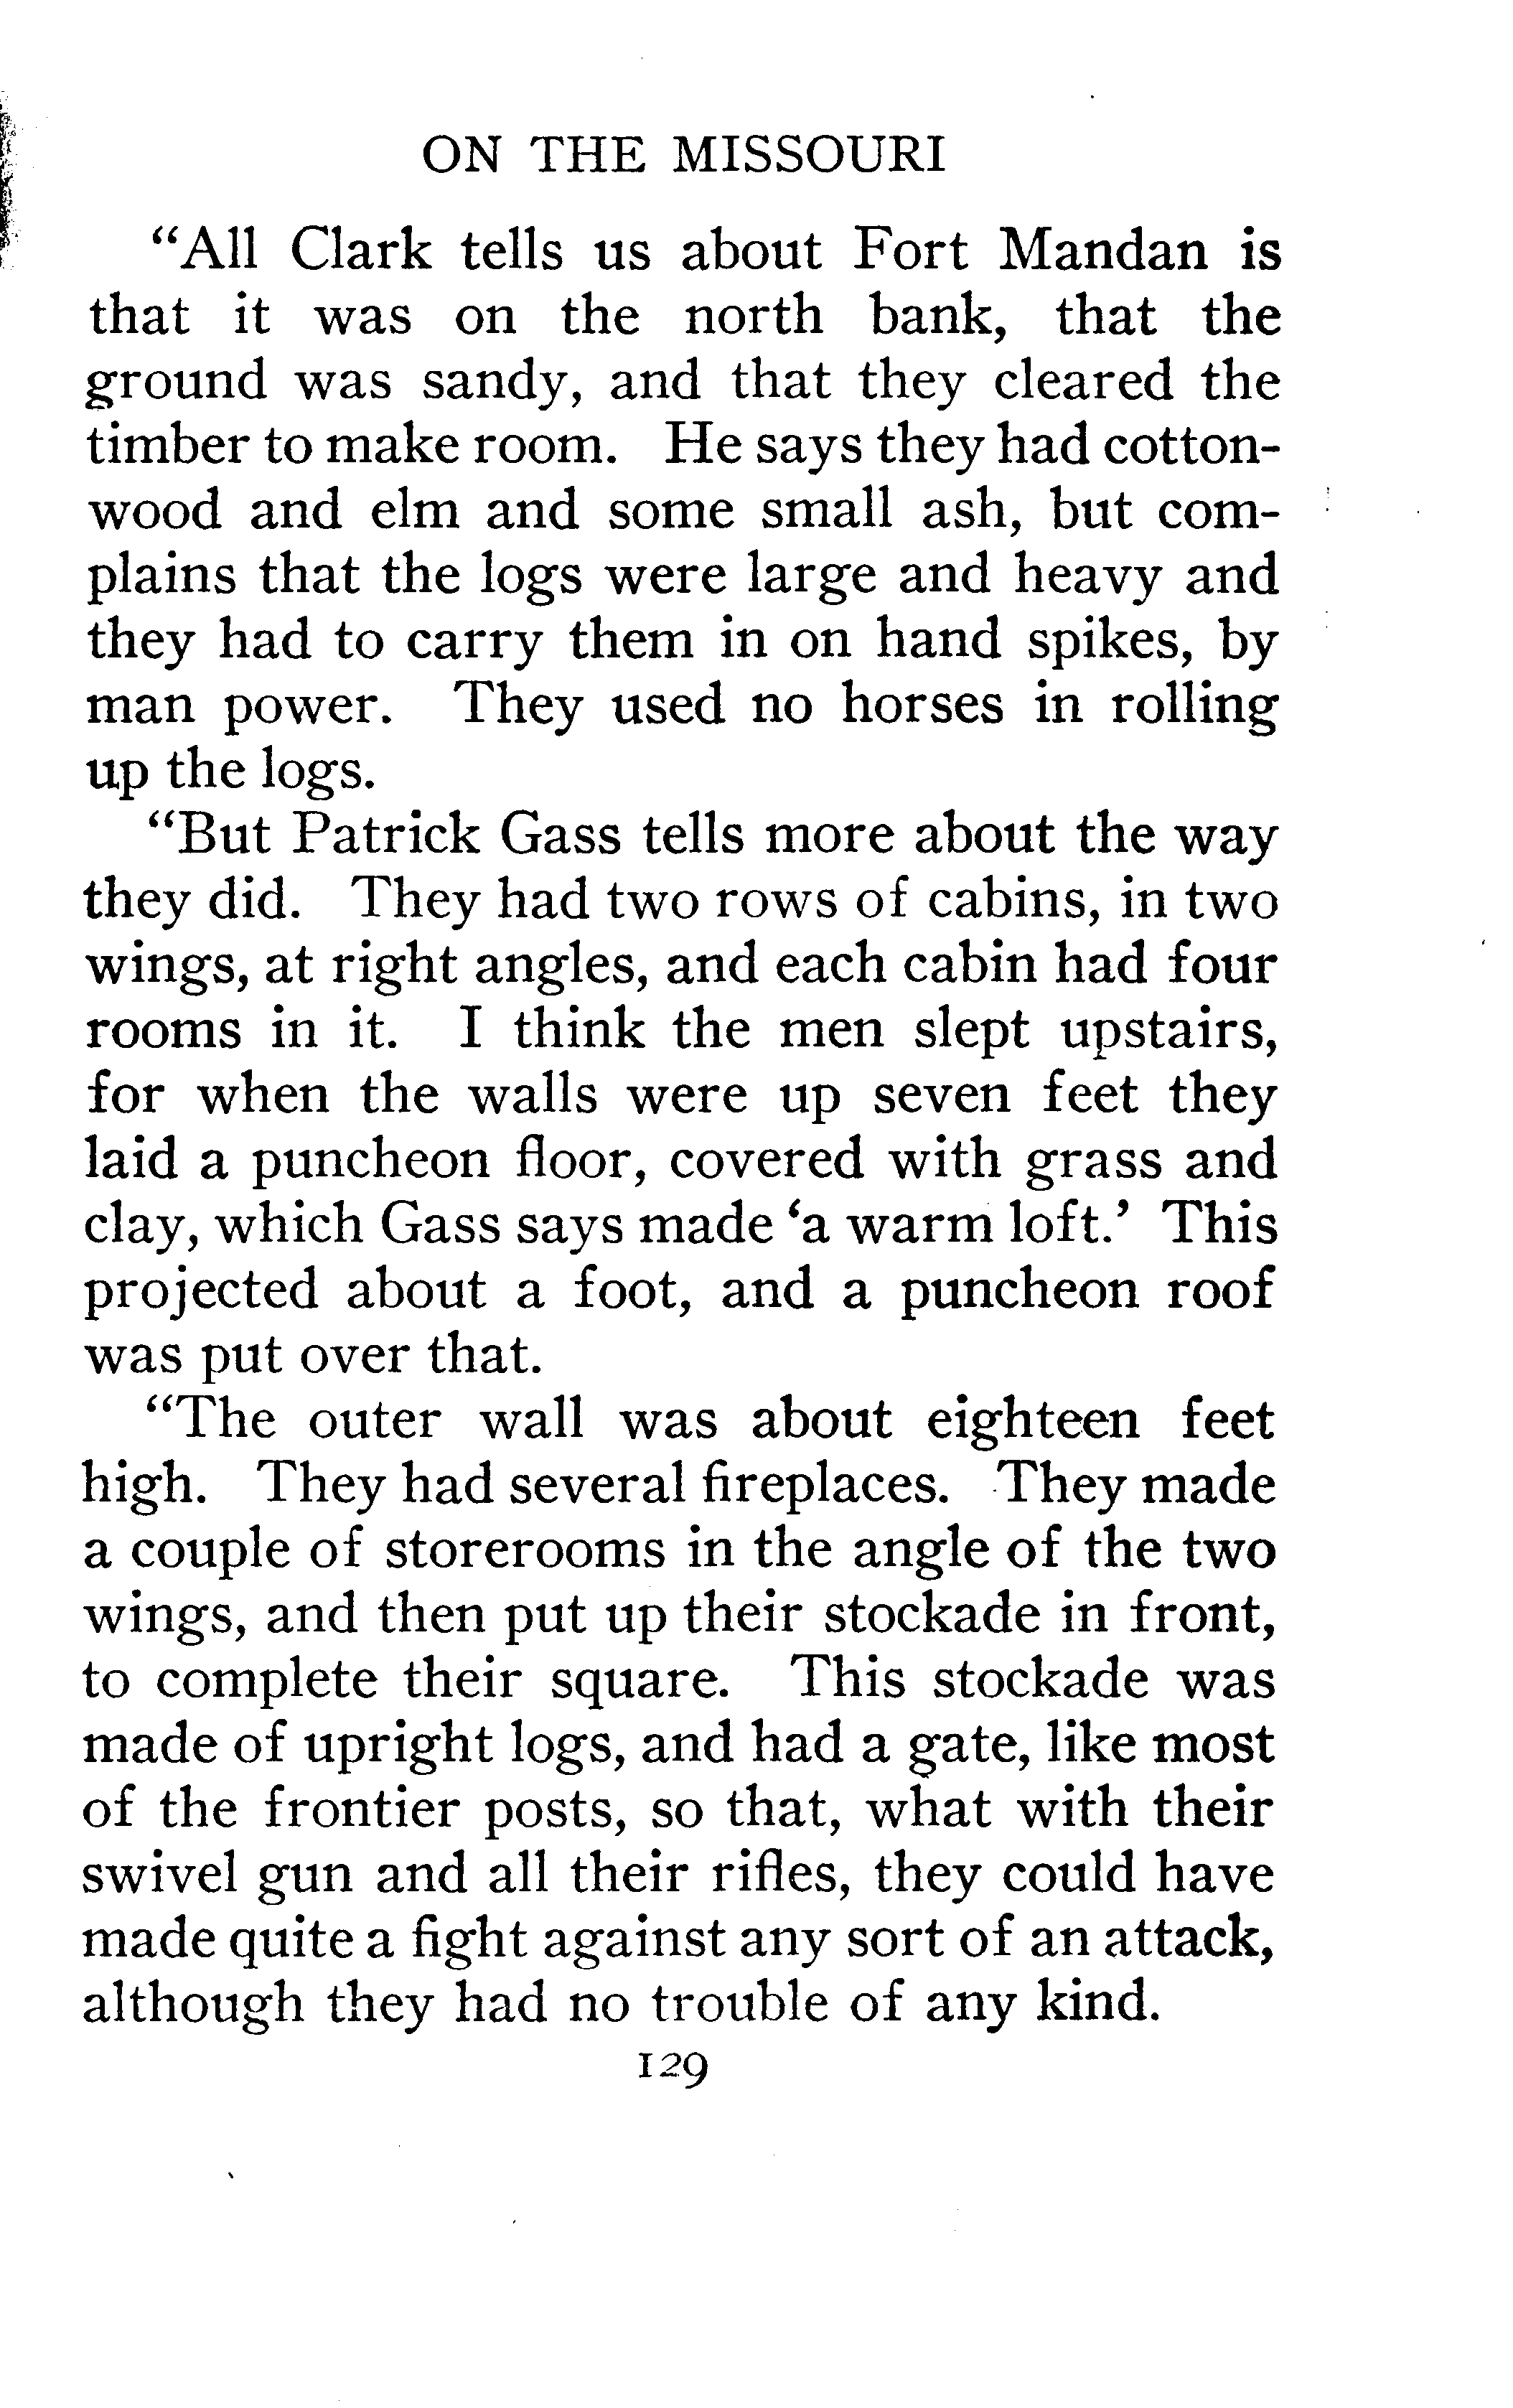 ON THE MISSOURI
“All Clark tells us about Fort Mandan is
that it was on the north bank, that the
ground was sandy, and that they cleared the
timber to make room. He says they had cotton-
wood and elm and some small ash, but com-
plains that the logs were large and heavy and
they had to carry them in on hand spikes, by
man power. They used no horses in rolling
up the logs.
“But Patrick Gass tells more about the way
they did. They had two rows of cabins, in two
wings, at right angles, and each cabin had four
rooms in it. I think the men slept upstairs,
for when the walls were up seven feet they
laid a puncheon floor, covered with grass and
clay, which Gass says made ‘a warm loft.’ This
projected about a foot, and a puncheon roof
was put over that.
“The outer wall was about eighteen feet
high. They had several fireplaces. They made
a couple of storerooms in the angle of the two
wings, and then put up their stockade in front,
to complete their square. This stockade was
made of upright logs, and had a gate, like most
of the frontier posts, so that, what with their
swivel gun and all their rifles, they could have
made quite a fight against any sort of an attack,
although they had no trouble of any kind.
129